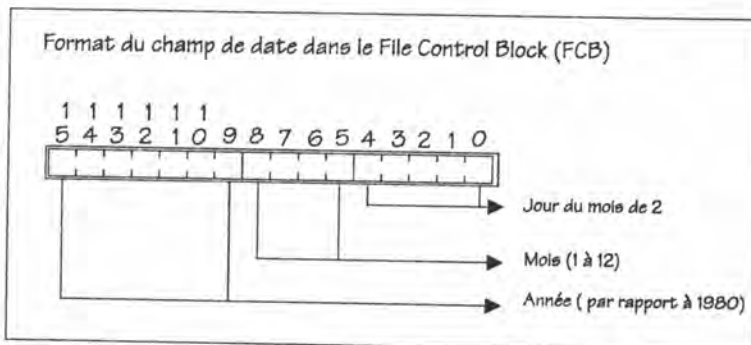 Format du champ de date dans le File Control Block (FCB)
1 1 1 1 1 1
5 4 3 2 1 0 9 8 7 6 5 4 3 2 1 0
Jour du mois de 2
Mois (1 à 12)
Année ( par rapport à 1980)